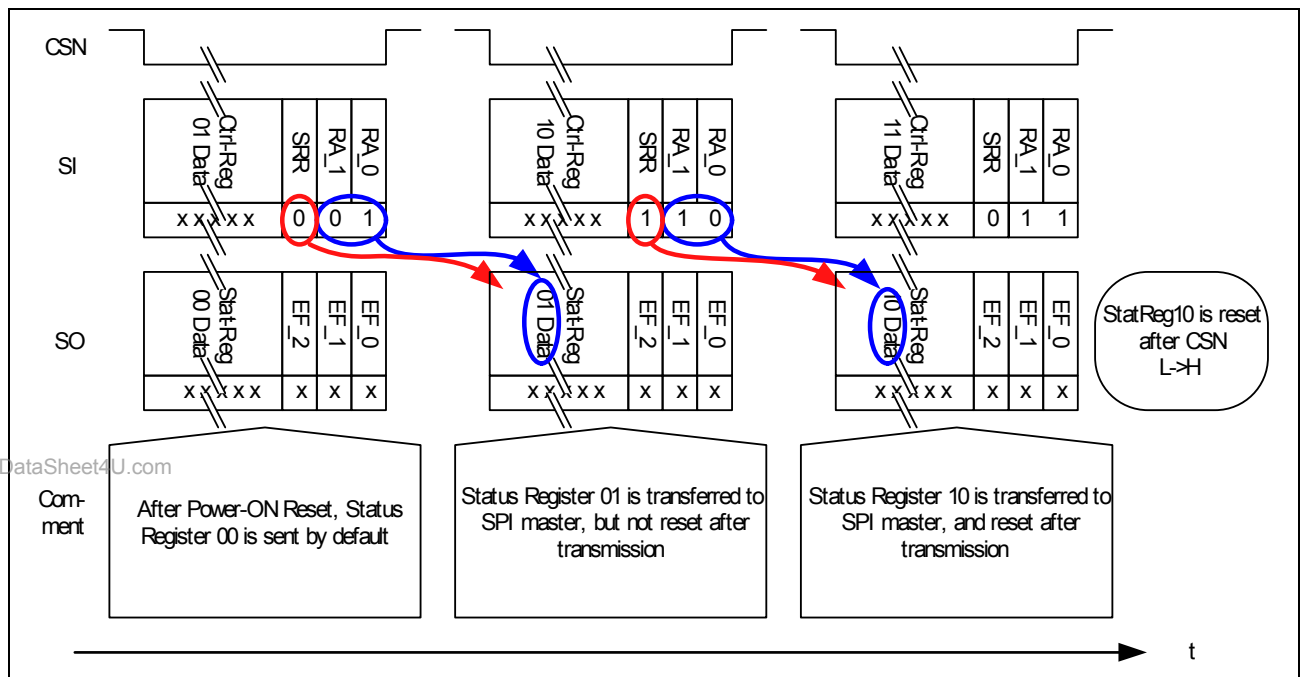 CSN
SI
Ctrl-Reg
01 Data
SRR
RA_1
RA_0
x x x x x
0
0
1
Ctrl-Reg
10 Data
SRR
RA_1
RA_0
x x x x x
1
1
0
Ctrl-Reg
11 Data
SRR
RA_1
RA_0
x x x x x
0
1
1
SO
Stat-Reg
00 Data
EF_2
EF_1
EF_0
x x x x x
x
x
x
Stat-Reg
01 Data
EF_2
EF_1
EF_0
x x x x x
x
x
x
Stat-Reg
10 Data
EF_2
EF_1
EF_0
x x x x x
x
x
x
StatReg10 is reset
after CSN
L->H
DataSheet4U.com
Com-
ment
After Power-ON Reset, Status
Register 00 is sent by default
Status Register 01 is transferred to
SPI master, but not reset after
transmission
Status Register 10 is transferred to
SPI master, and reset after
transmission
t